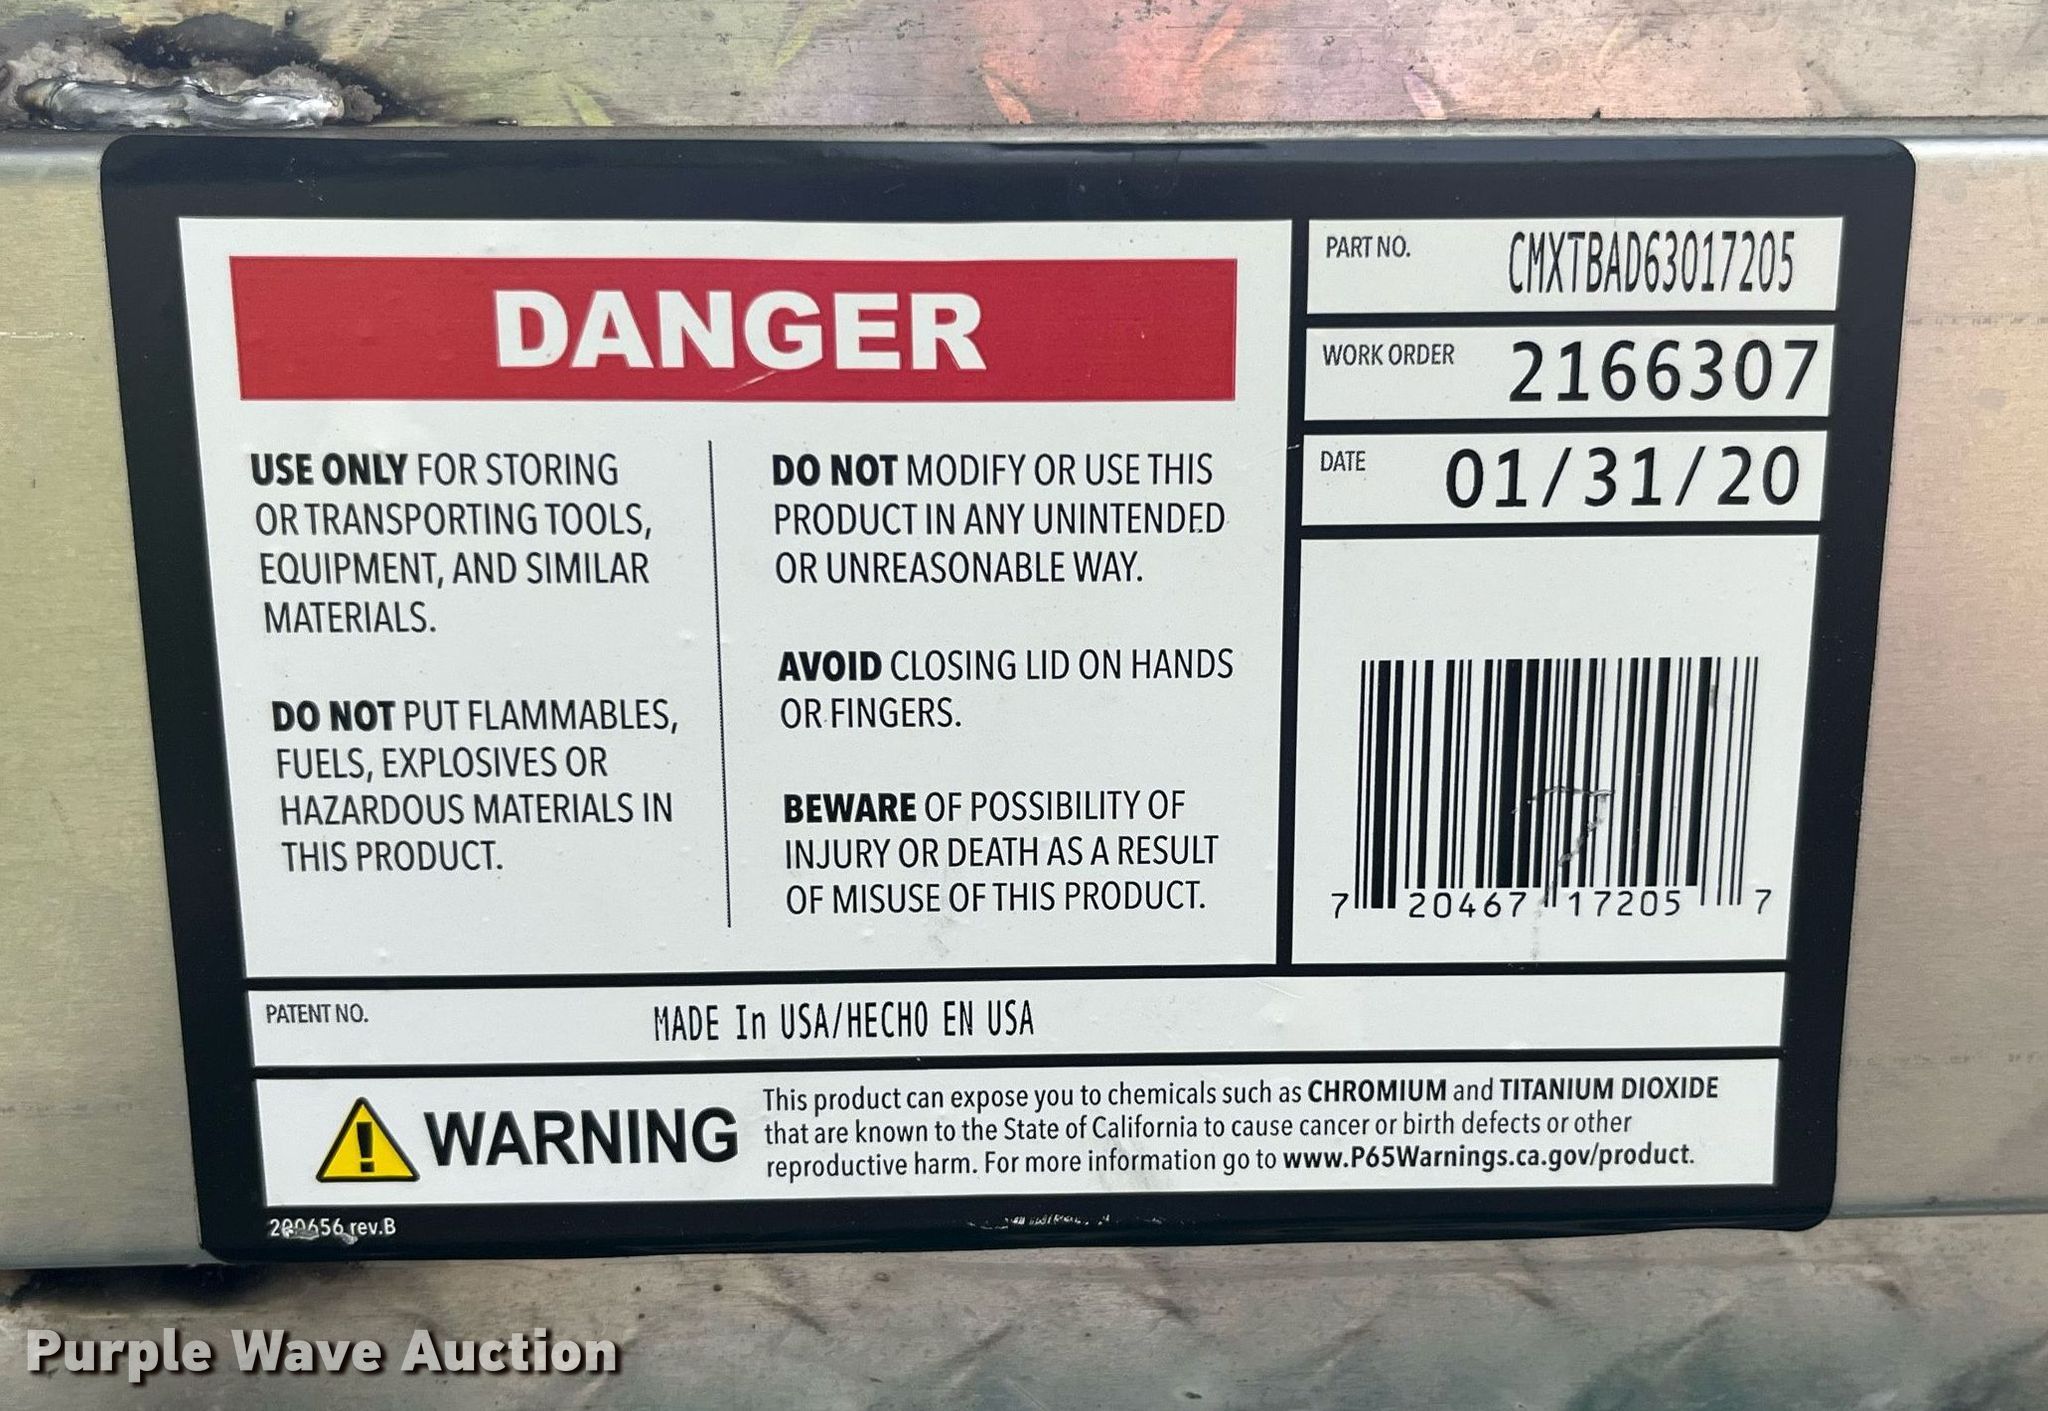 DANGER
USE ONLY FOR STORING
OR TRANSPORTING TOOLS,
EQUIPMENT, AND SIMILAR
MATERIALS.
DO NOT PUT FLAMMABLES,
FUELS, EXPLOSIVES OR
HAZARDOUS MATERIALS IN
THIS PRODUCT.
DO NOT MODIFY OR USE THIS
PRODUCT IN ANY UNINTENDED
OR UNREASONABLE WAY.
AVOID CLOSING LID ON HANDS
OR FINGERS.
BEWARE OF POSSIBILITY OF
INJURY OR DEATH AS A RESULT
OF MISUSE OF THIS PRODUCT.
PART NO. CMXTBAD63017205
WORK ORDER 2166307
DATE 01/31/20
7 20467 17205 7
PATENT NO. MADE In USA/HECHO EN USA
WARNING
This product can expose you to chemicals such as CHROMIUM and TITANIUM DIOXIDE
that are known to the State of California to cause cancer or birth defects or other
reproductive harm. For more information go to www.P65Warnings.ca.gov/product.
rev.B
Purple Wave Auction